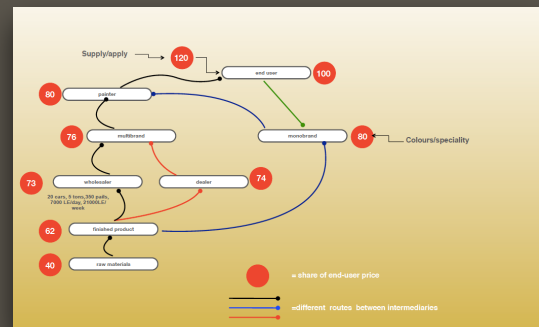 Supply/apply
120
end user
100
80
painter
76
multibrand
monobrand
80
Colours/speciality
73
wholesaler
dealer
74
20 cars, 5 tons,350 pails,
7000 LE/day, 21000LE/
week
62
finished product
40
raw materials
= share of end-user price
=different routes between intermediaries